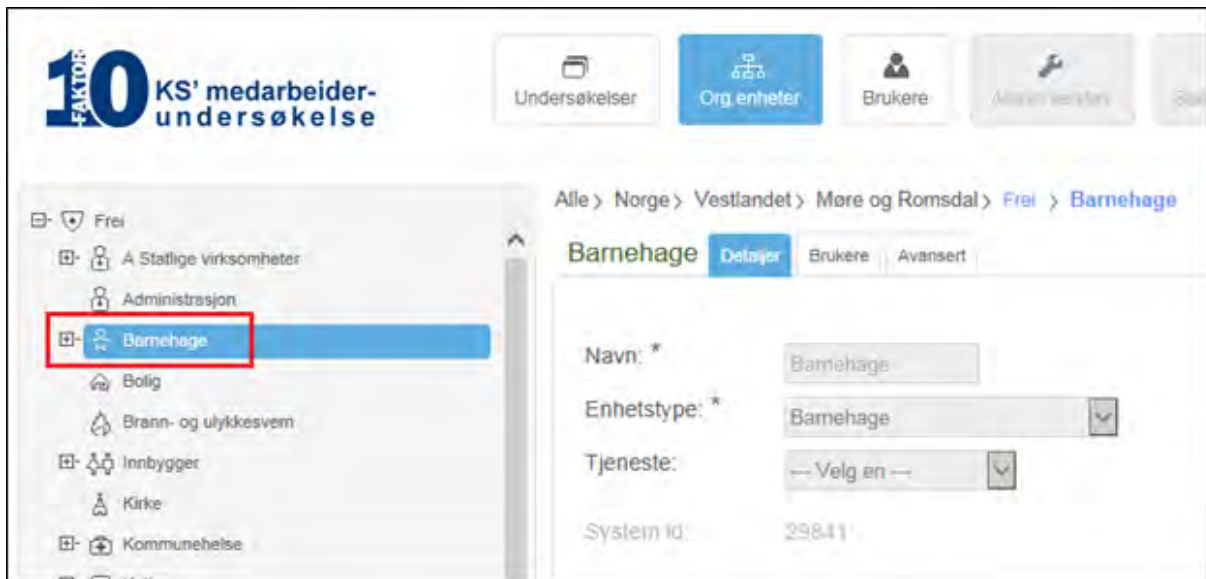 FAKTOR
10 KS' medarbeider-
undersøkelse
Undersøkelser
Org.enheter
Brukere
Alle > Norge > Vestlandet > Møre og Romsdal > Frei > Barnehage
Barnehage Detaljer Brukere Avansert
Frei
A Statlige virksomheter
Administrasjon
Barnehage
Bolig
Brann- og ulykkesvern
Innbygger
Kirke
Kommunehelse
Navn: * Barnehage
Enhetstype: * Barnehage
Tjeneste: --- Velg en ---
System Id: 29841